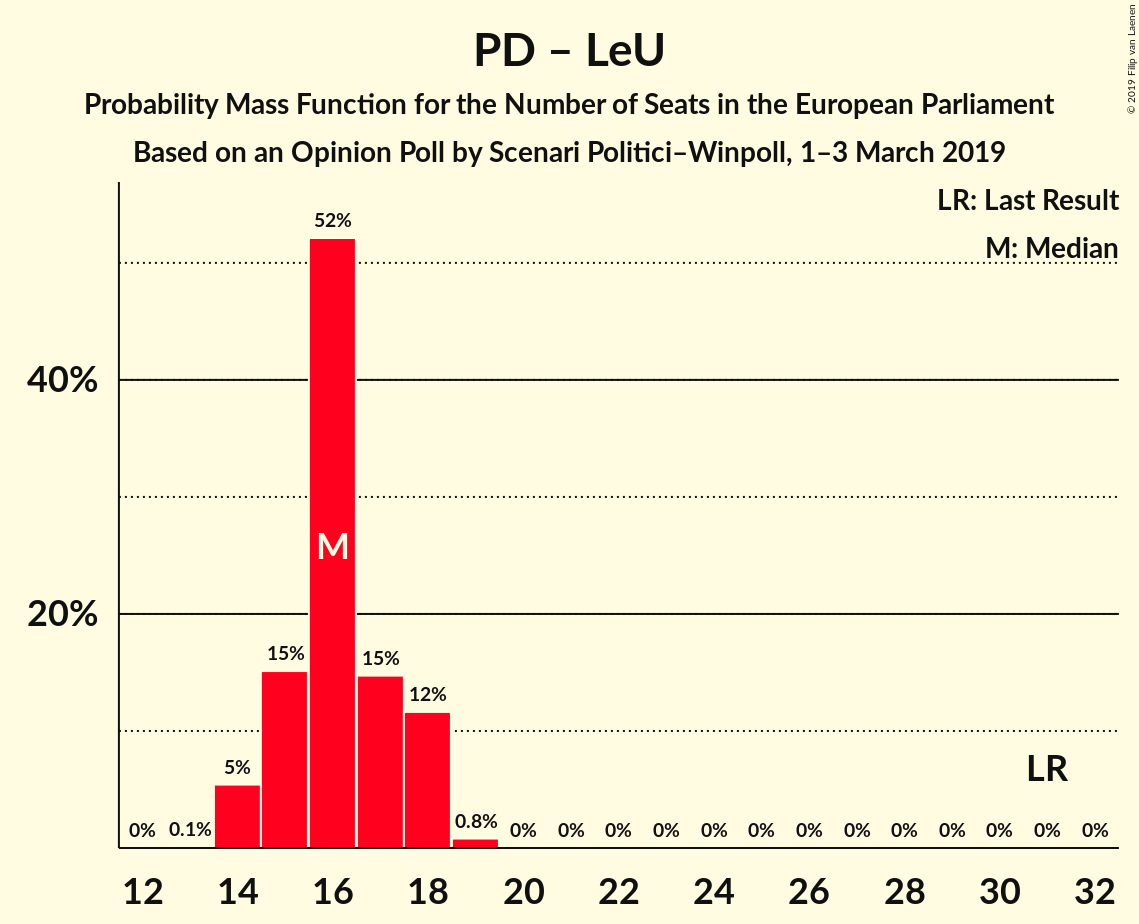 PD – LeU
Probability Mass Function for the Number of Seats in the European Parliament
Based on an Opinion Poll by Scenari Politici–Winpoll, 1–3 March 2019
© 2019 Filip van Laenen
LR: Last Result
M: Median
52%
40%
M
20%
15%
15%
12%
5%
LR
0% 0.1% 0.8% 0% 0% 0% 0% 0% 0% 0% 0% 0% 0% 0% 0% 0%
12 14 16 18 20 22 24 26 28 30 32